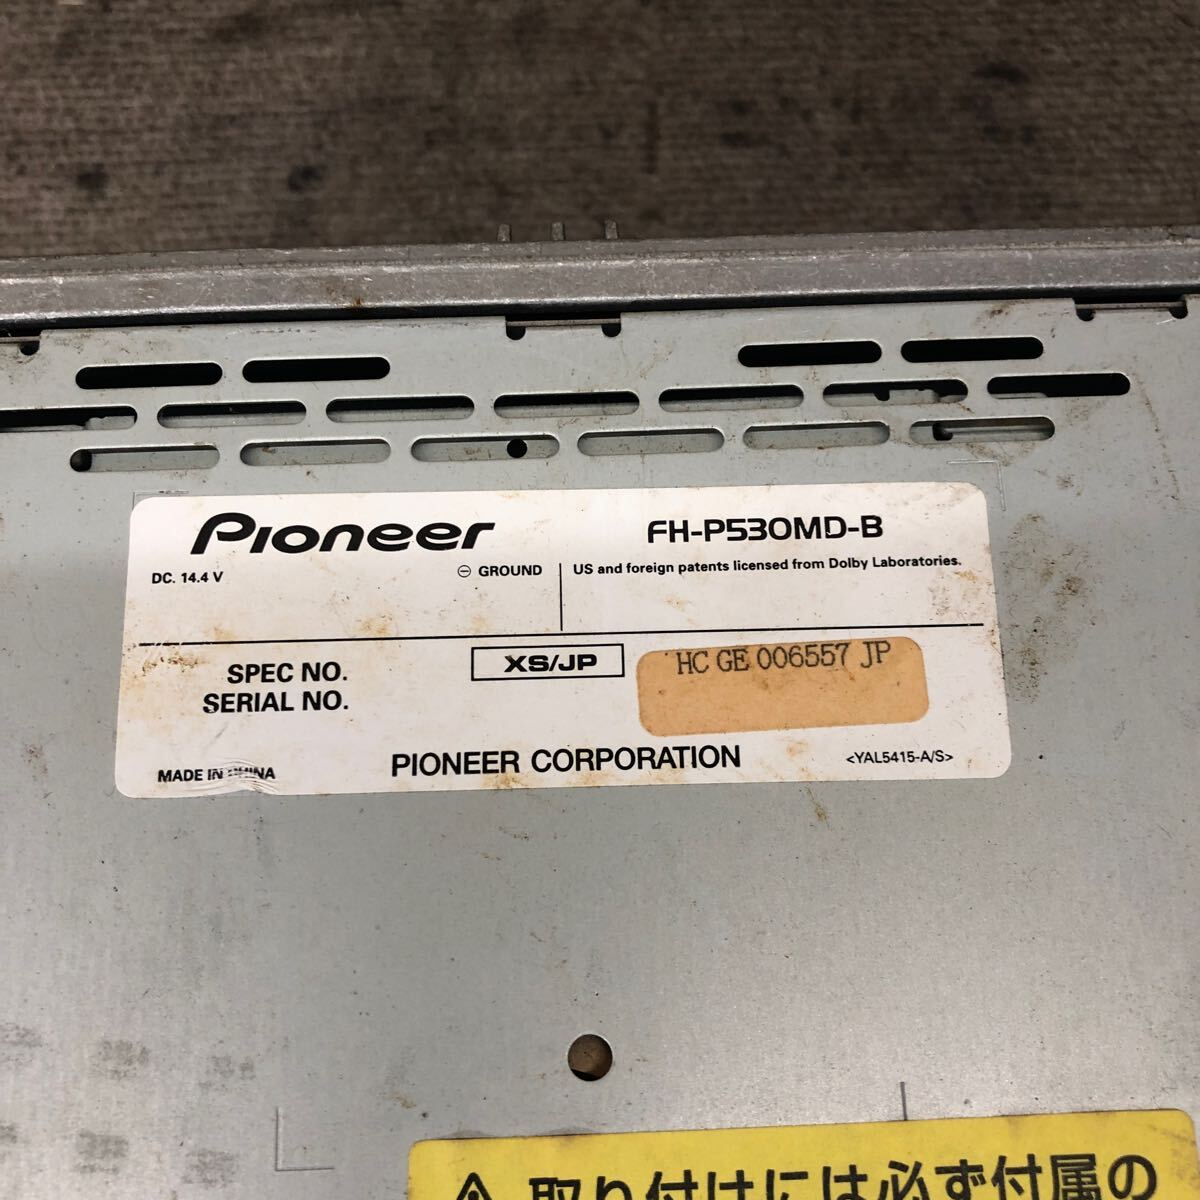 Pioneer
FH-P530MD-B
DC. 14.4 V
⊖ GROUND
US and foreign patents licensed from Dolby Laboratories.
SPEC NO.
XS/JP
HC GE 006557 JP
SERIAL NO.
MADE IN CHINA
PIONEER CORPORATION
<YAL5415-A/S>
⚠ 取り付けには必ず付属の